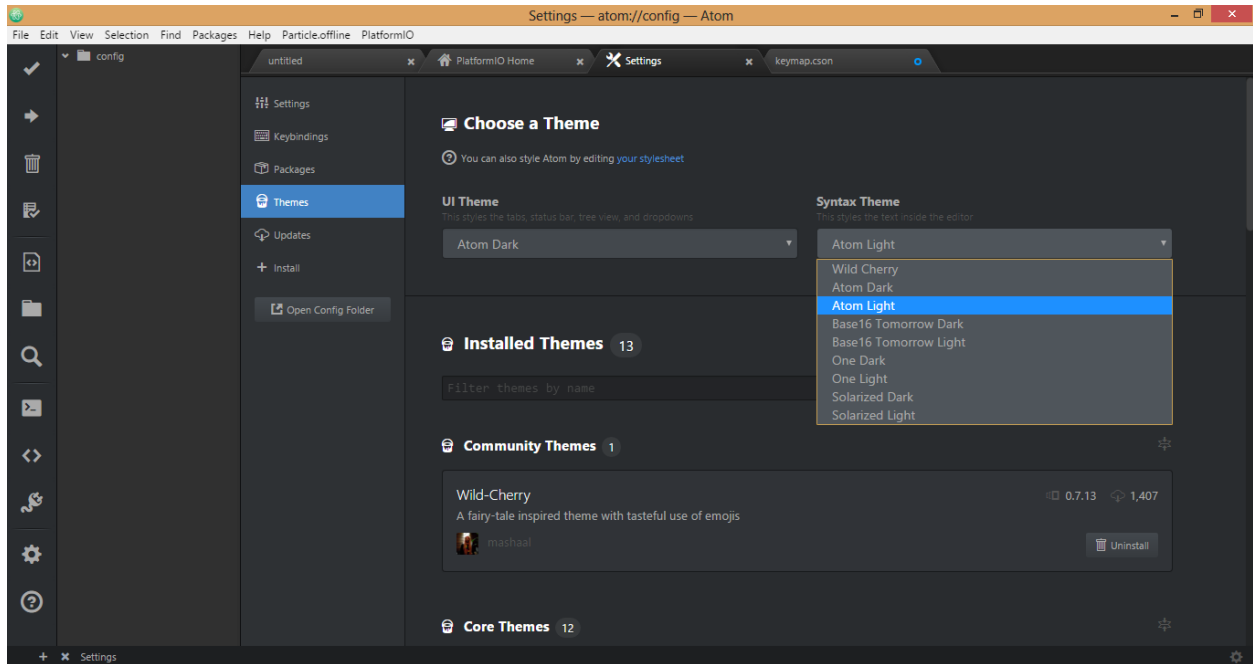 Settings — atom://config — Atom
File Edit View Selection Find Packages Help Particle.offline PlatformIO
config
untitled
PlatformIO Home
Settings
keymap.cson
Settings
Keybindings
Packages
Themes
Updates
Install
Open Config Folder
Choose a Theme
You can also style Atom by editing your stylesheet
UI Theme
This styles the tabs, status bar, tree view, and dropdowns
Atom Dark
Syntax Theme
This styles the text inside the editor
Atom Light
Wild Cherry
Atom Dark
Atom Light
Base16 Tomorrow Dark
Base16 Tomorrow Light
One Dark
One Light
Solarized Dark
Solarized Light
Installed Themes 13
Filter themes by name
Community Themes 1
Wild-Cherry
0.7.13 1,407
A fairy-tale inspired theme with tasteful use of emojis
mashaal
Uninstall
Core Themes 12
Settings